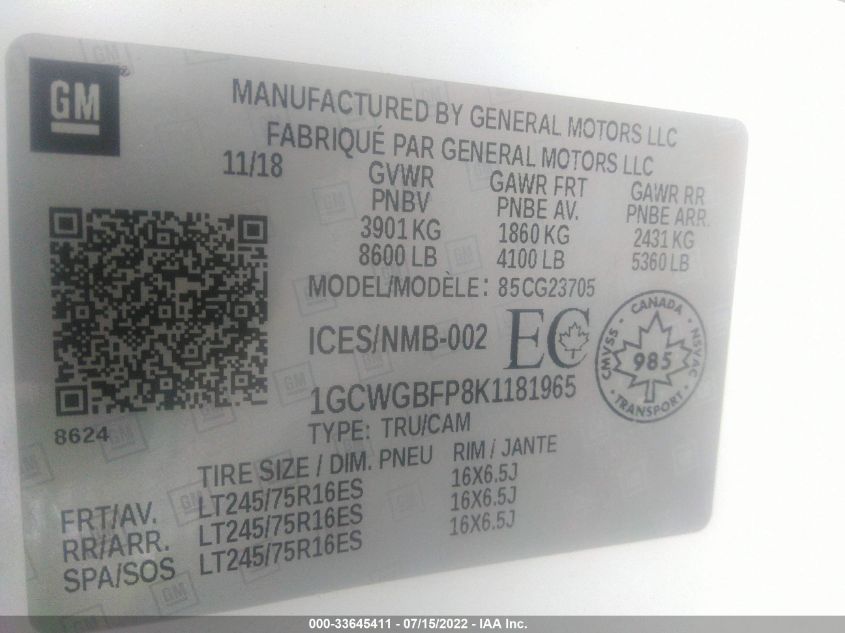 GM
MANUFACTURED BY GENERAL MOTORS LLC
FABRIQUÉ PAR GENERAL MOTORS LLC
11/18 GVWR GAWR FRT GAWR RR
PNBV PNBE AV. PNBE ARR.
3901 KG 1860 KG 2431 KG
8600 LB 4100 LB 5360 LB
MODEL/MODÈLE: 85CG23705
ICES/NMB-002 EC
CANADA
CMVSS 985 NSVAC
TRANSPORT
1GCWGBFP8K1181965
8624
TYPE: TRU/CAM
TIRE SIZE / DIM. PNEU RIM / JANTE
FRT/AV. LT245/75R16ES 16X6.5J
RR/ARR. LT245/75R16ES 16X6.5J
SPA/SOS LT245/75R16ES 16X6.5J
000-33645411 - 07/15/2022 - IAA Inc.